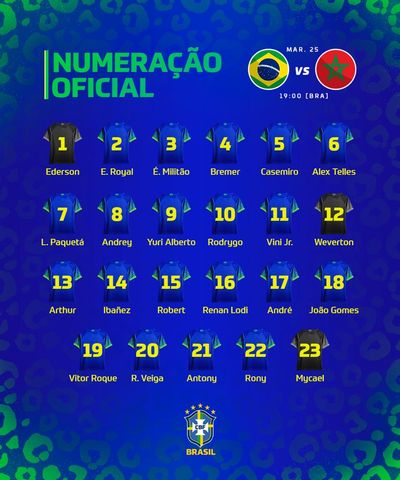 NUMERAÇÃO
OFICIAL
MAR. 25
VS
19:00 [BRA]
1 2 3 4 5 6
Ederson E. Royal É. Militão Bremer Casemiro Alex Telles
7 8 9 10 11 12
L. Paquetá Andrey Yuri Alberto Rodrygo Vini Jr. Weverton
13 14 15 16 17 18
Arthur Ibañez Robert Renan Lodi André João Gomes
19 20 21 22 23
Vitor Roque R. Veiga Antony Rony Mycael
CBF
BRASIL